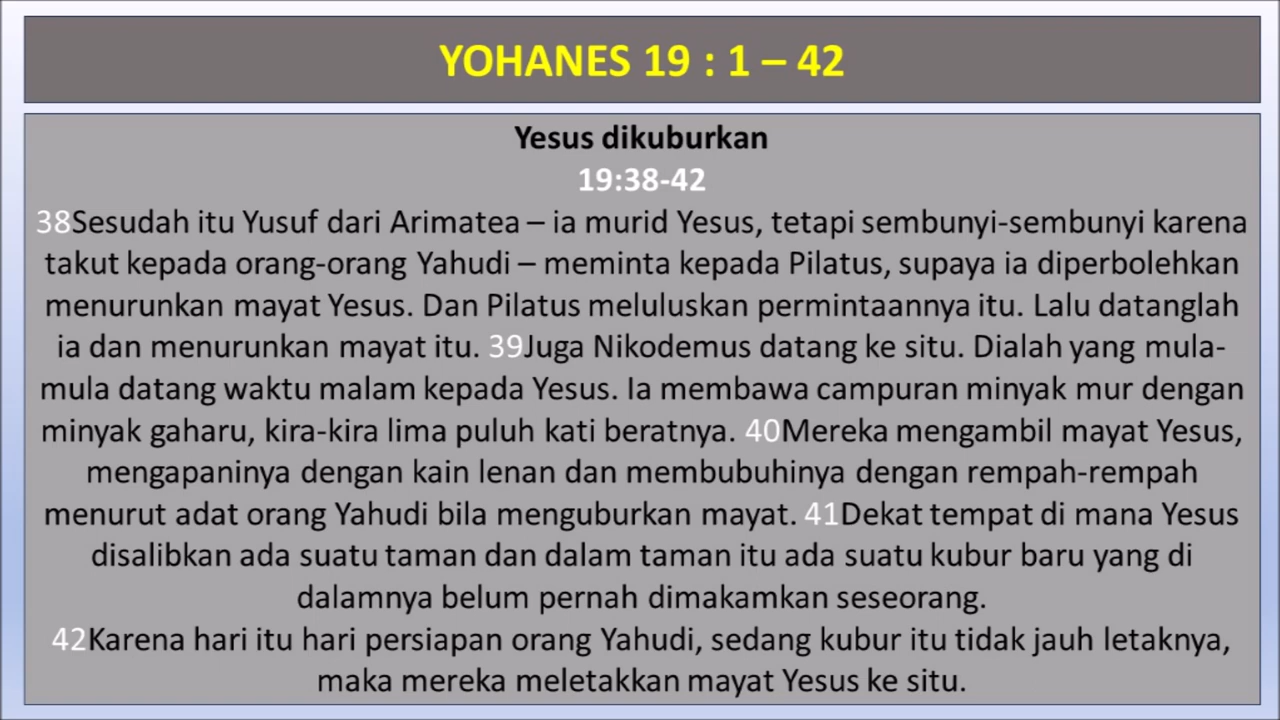 YOHANES 19 : 1 – 42
Yesus dikuburkan
19:38-42
38Sesudah itu Yusuf dari Arimatea – ia murid Yesus, tetapi sembunyi-sembunyi karena
takut kepada orang-orang Yahudi – meminta kepada Pilatus, supaya ia diperbolehkan
menurunkan mayat Yesus. Dan Pilatus meluluskan permintaannya itu. Lalu datanglah
ia dan menurunkan mayat itu. 39Juga Nikodemus datang ke situ. Dialah yang mula-
mula datang waktu malam kepada Yesus. Ia membawa campuran minyak mur dengan
minyak gaharu, kira-kira lima puluh kati beratnya. 40Mereka mengambil mayat Yesus,
mengapaninya dengan kain lenan dan membubuhinya dengan rempah-rempah
menurut adat orang Yahudi bila menguburkan mayat. 41Dekat tempat di mana Yesus
disalibkan ada suatu taman dan dalam taman itu ada suatu kubur baru yang di
dalamnya belum pernah dimakamkan seseorang.
42Karena hari itu hari persiapan orang Yahudi, sedang kubur itu tidak jauh letaknya,
maka mereka meletakkan mayat Yesus ke situ.